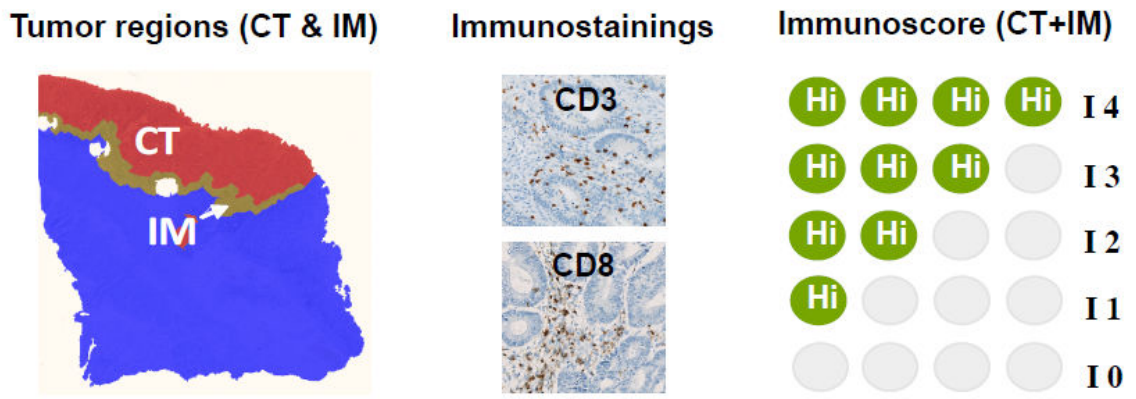 Tumor regions (CT & IM)
Immunostainings
Immunoscore (CT+IM)
CT
IM
CD3
CD8
Hi Hi Hi Hi I 4
Hi Hi Hi I 3
Hi Hi I 2
Hi I 1
I 0